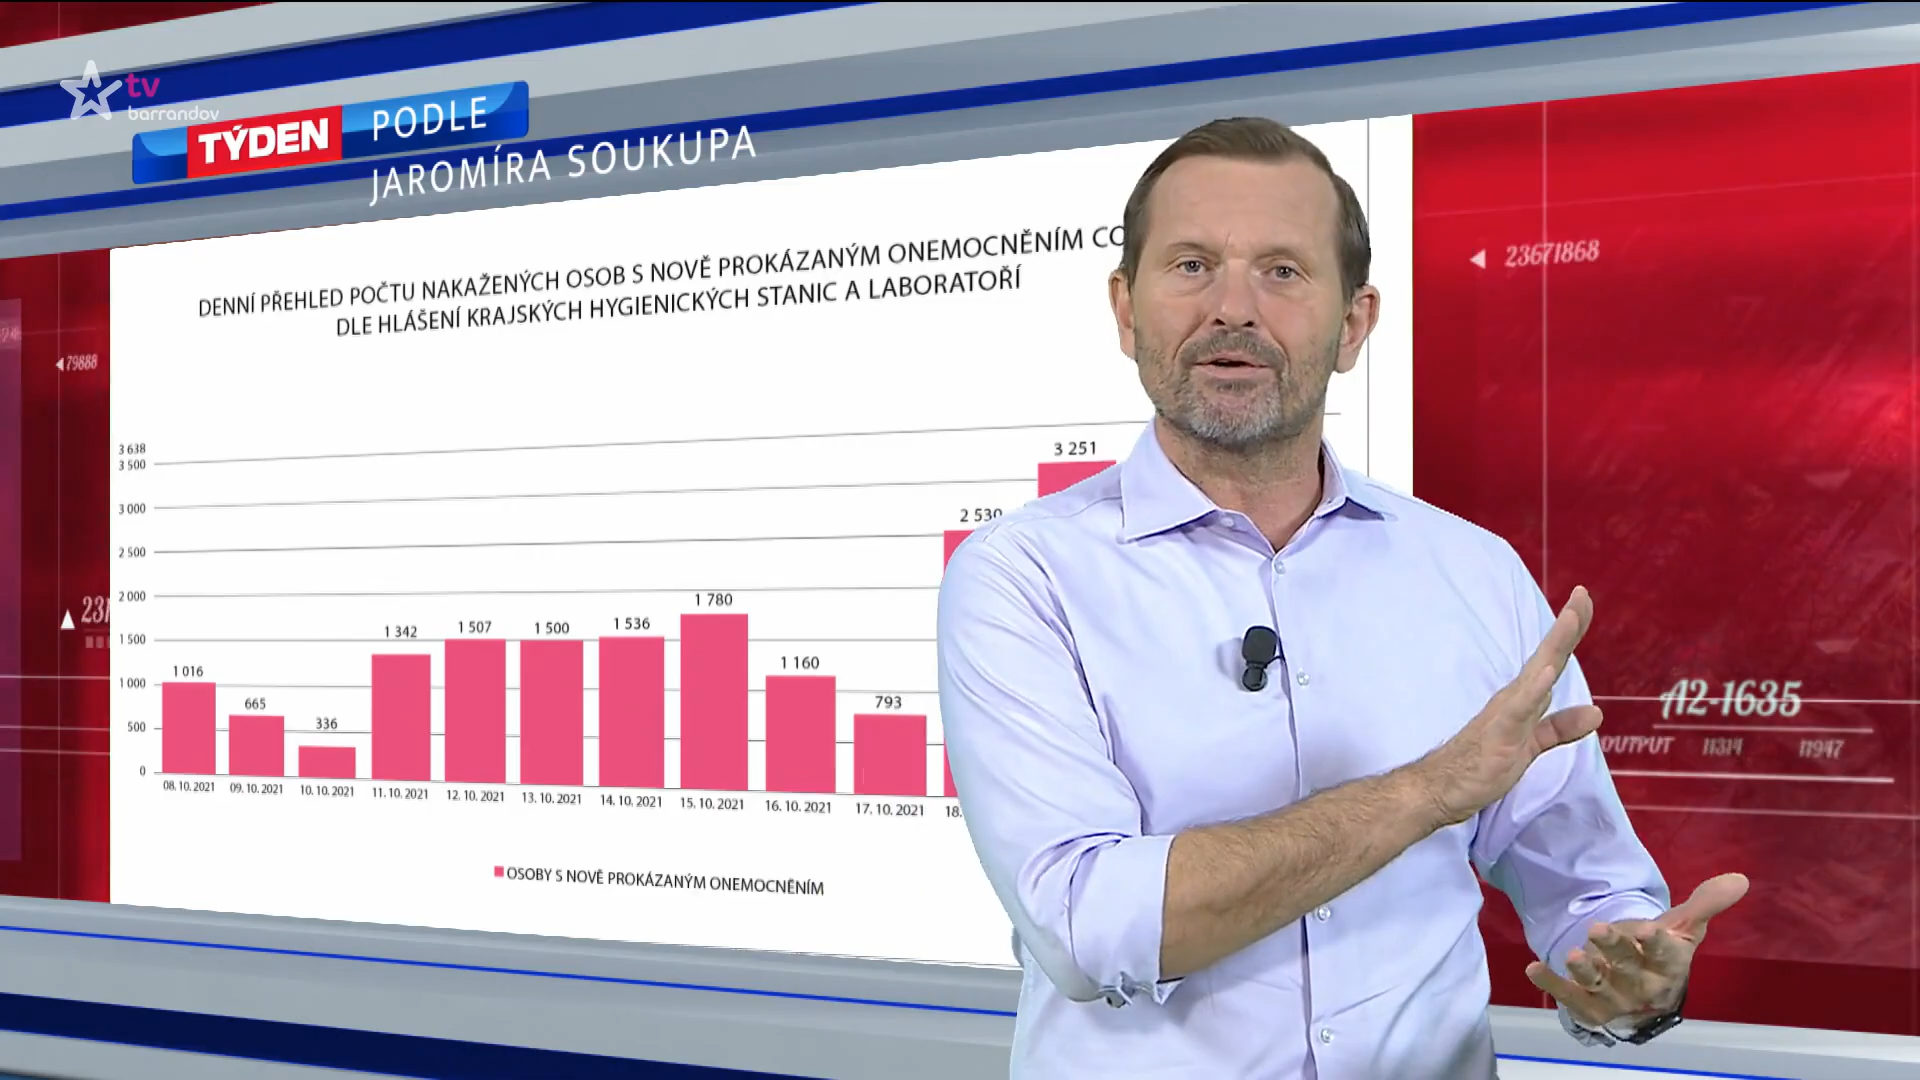 tv
barrandov
TÝDEN PODLE
JAROMÍRA SOUKUPA
DENNÍ PŘEHLED POČTU NAKAŽENÝCH OSOB S NOVĚ PROKÁZANÝM ONEMOCNĚNÍM CO
DLE HLÁŠENÍ KRAJSKÝCH HYGIENICKÝCH STANIC A LABORATOŘÍ
3 638
3 500
3 000
2 500
2 000
1 500
1 000
500
0
1 016
665
336
1 342
1 507
1 500
1 536
1 780
1 160
793
2 530
3 251
08. 10. 2021
09. 10. 2021
10. 10. 2021
11. 10. 2021
12. 10. 2021
13. 10. 2021
14. 10. 2021
15. 10. 2021
16. 10. 2021
17. 10. 2021
18.
OSOBY S NOVĚ PROKÁZANÝM ONEMOCNĚNÍM
79888
231
23671868
A2-1635
OUTPUT 11314 11947